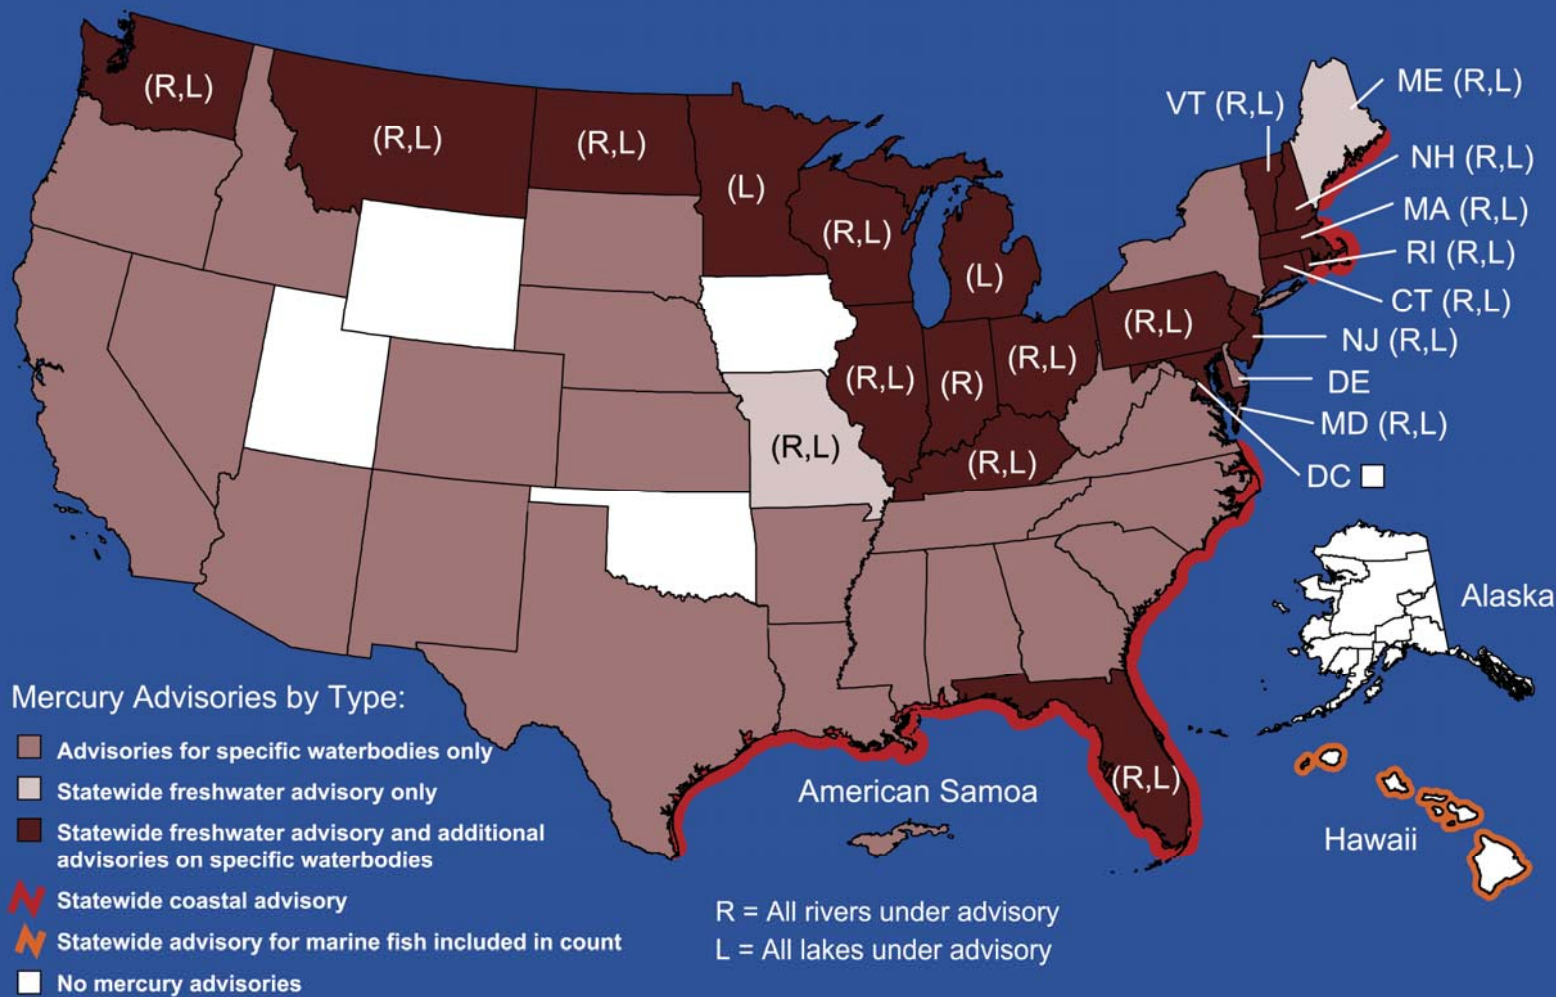 (R,L)
(R,L)
(R,L)
(L)
(R,L)
(L)
(R,L)
(R)
(R,L)
(R,L)
(R,L)
(R,L)
(R,L)
(R,L)
VT (R,L)
ME (R,L)
NH (R,L)
MA (R,L)
RI (R,L)
CT (R,L)
NJ (R,L)
DE
MD (R,L)
DC
Alaska
Hawaii
American Samoa
Mercury Advisories by Type:
Advisories for specific waterbodies only
Statewide freshwater advisory only
Statewide freshwater advisory and additional
advisories on specific waterbodies
Statewide coastal advisory
Statewide advisory for marine fish included in count
No mercury advisories
R = All rivers under advisory
L = All lakes under advisory